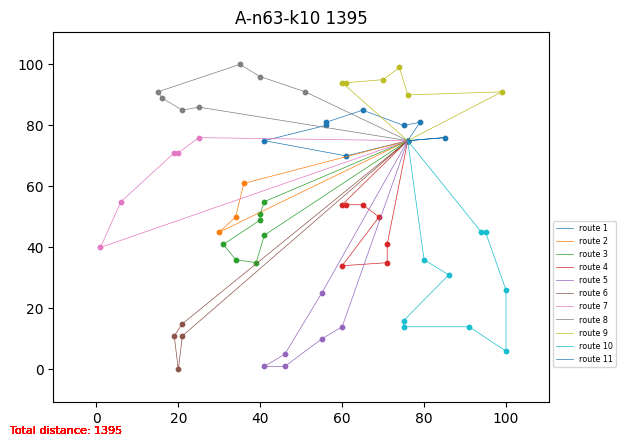 A-n63-k10 1395
100
80
60
40
20
0
0 20 40 60 80 100
route 1
route 2
route 3
route 4
route 5
route 6
route 7
route 8
route 9
route 10
route 11
Total distance: 1395